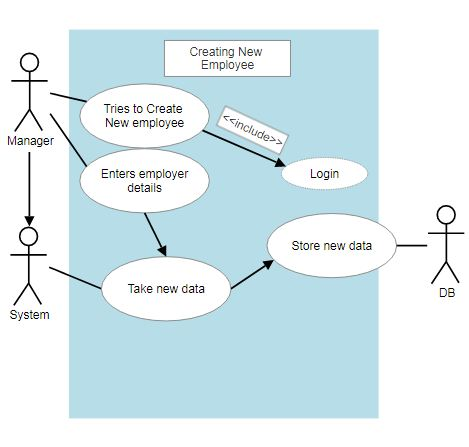 Creating New
Employee
Tries to Create
New employee
<<include>>
Manager
Enters employer
details
Login
Store new data
Take new data
System
DB